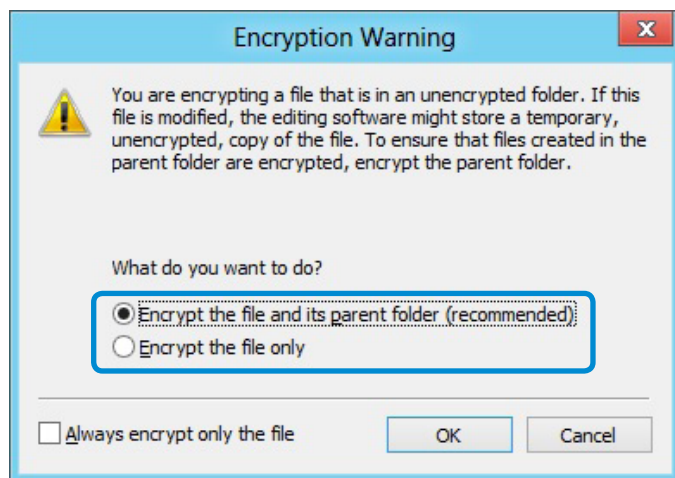 Encryption Warning
You are encrypting a file that is in an unencrypted folder. If this
file is modified, the editing software might store a temporary,
unencrypted, copy of the file. To ensure that files created in the
parent folder are encrypted, encrypt the parent folder.
What do you want to do?
Encrypt the file and its parent folder (recommended)
Encrypt the file only
Always encrypt only the file OK Cancel